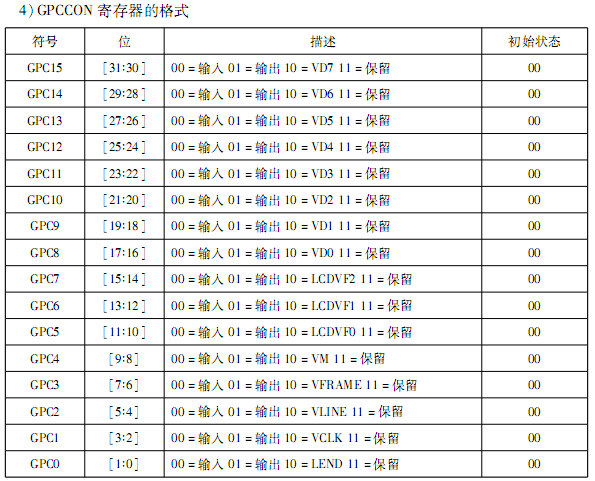 4)GPCCON 寄存器的格式
符号 位 描述 初始状态
GPC15 [31:30] 00=输入 01=输出 10=VD7 11=保留 00
GPC14 [29:28] 00=输入 01=输出 10=VD6 11=保留 00
GPC13 [27:26] 00=输入 01=输出 10=VD5 11=保留 00
GPC12 [25:24] 00=输入 01=输出 10=VD4 11=保留 00
GPC11 [23:22] 00=输入 01=输出 10=VD3 11=保留 00
GPC10 [21:20] 00=输入 01=输出 10=VD2 11=保留 00
GPC9 [19:18] 00=输入 01=输出 10=VD1 11=保留 00
GPC8 [17:16] 00=输入 01=输出 10=VD0 11=保留 00
GPC7 [15:14] 00=输入 01=输出 10=LCDVF2 11=保留 00
GPC6 [13:12] 00=输入 01=输出 10=LCDVF1 11=保留 00
GPC5 [11:10] 00=输入 01=输出 10=LCDVF0 11=保留 00
GPC4 [9:8] 00=输入 01=输出 10=VM 11=保留 00
GPC3 [7:6] 00=输入 01=输出 10=VFRAME 11=保留 00
GPC2 [5:4] 00=输入 01=输出 10=VLINE 11=保留 00
GPC1 [3:2] 00=输入 01=输出 10=VCLK 11=保留 00
GPC0 [1:0] 00=输入 01=输出 10=LEND 11=保留 00